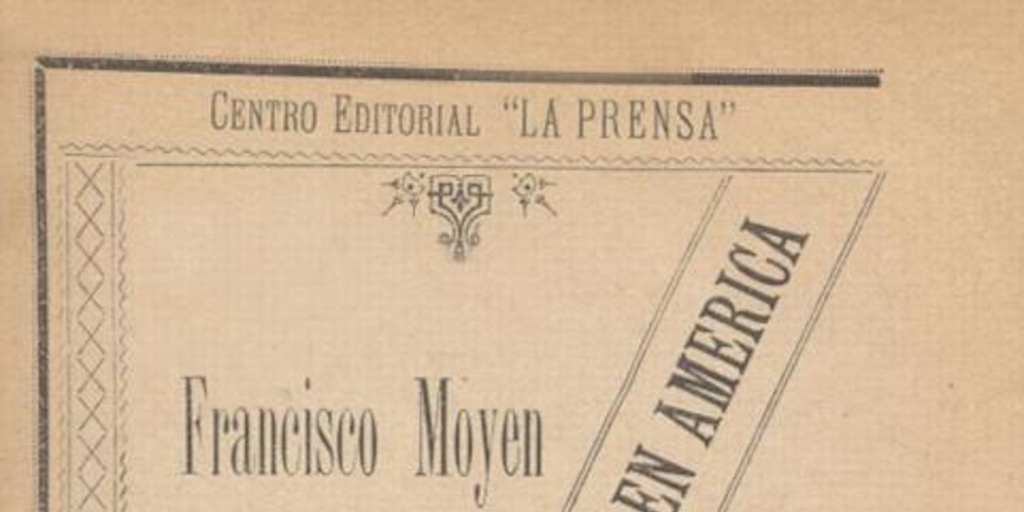 CENTRO EDITORIAL "LA PRENSA"
Francisco Moyen
EN AMERICA